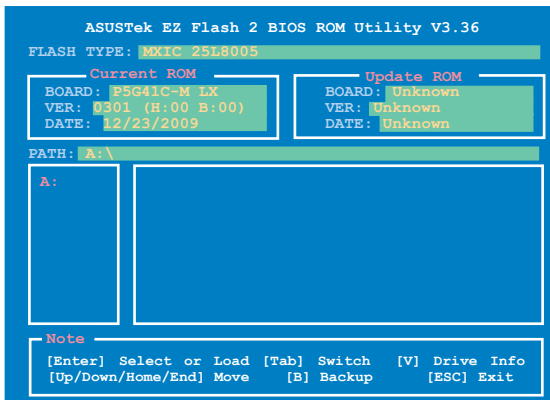 ASUSTek EZ Flash 2 BIOS ROM Utility V3.36
FLASH TYPE: MXIC 25L8005
Current ROM
BOARD: P5G41C-M LX
VER: 0301 (H:00 B:00)
DATE: 12/23/2009
Update ROM
BOARD: Unknown
VER: Unknown
DATE: Unknown
PATH: A:\
A:
Note
[Enter] Select or Load [Tab] Switch [V] Drive Info
[Up/Down/Home/End] Move [B] Backup [ESC] Exit